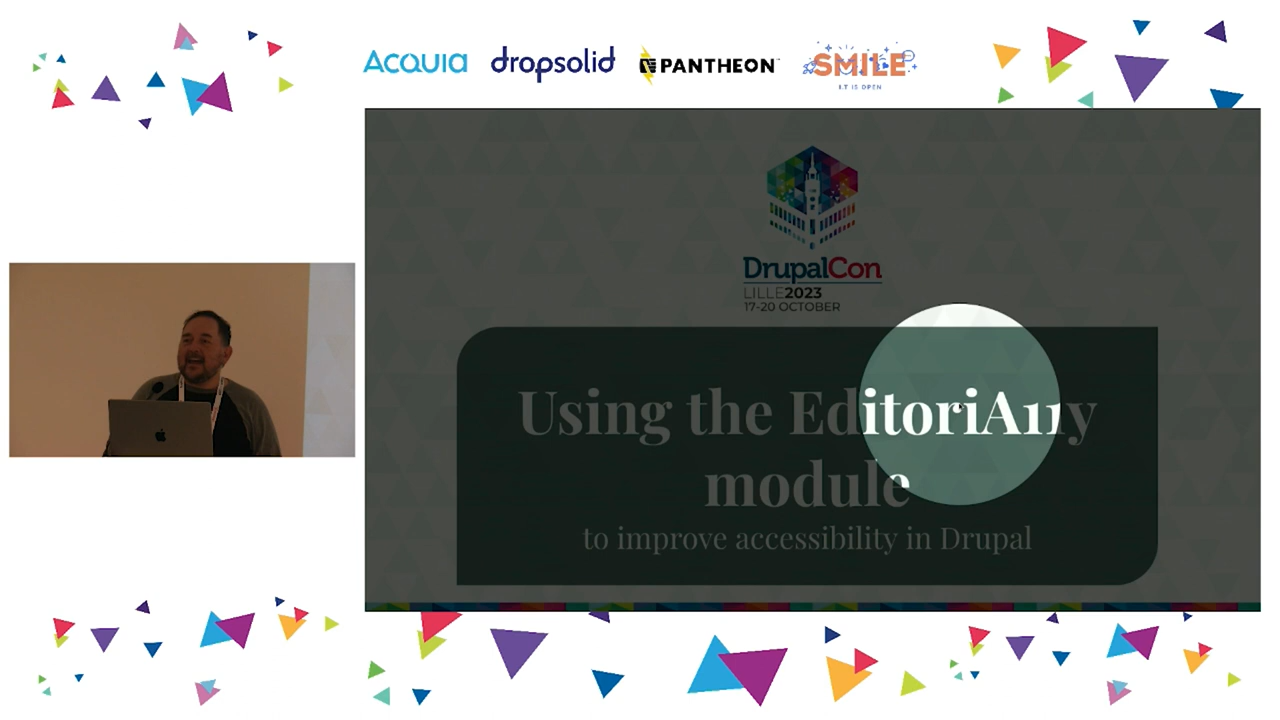 Acquia
dropsolid
PANTHEON
SMILE
I.T IS OPEN
DrupalCon
LILLE2023
17-20 OCTOBER
Using the EditoriA11y
module
to improve accessibility in Drupal